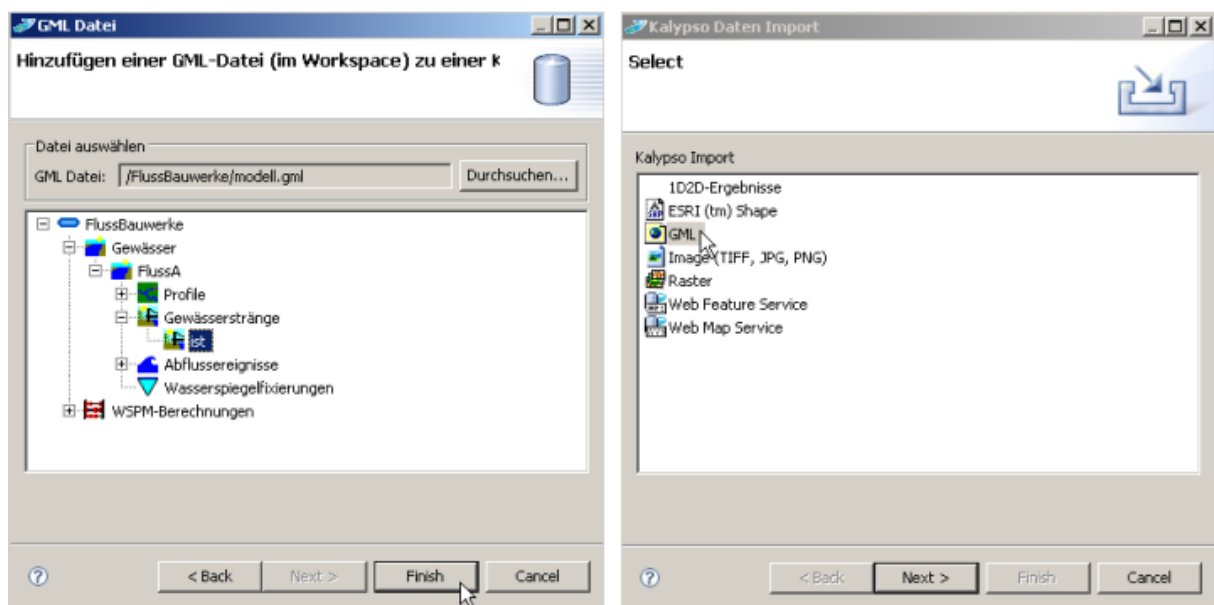 GML Datei
Hinzufügen einer GML-Datei (im Workspace) zu einer K
Datei auswählen
GML Datei: /FlussBauwerke/modell.gml Durchsuchen...
FlussBauwerke
Gewässer
FlussA
Profile
Gewässerstränge
ist
Abflussereignisse
Wasserspiegelfixierungen
WSPM-Berechnungen
< Back Next > Finish Cancel
Kalypso Daten Import
Select
Kalypso Import
1D2D-Ergebnisse
ESRI (tm) Shape
GML
Image (TIFF, JPG, PNG)
Raster
Web Feature Service
Web Map Service
< Back Next > Finish Cancel